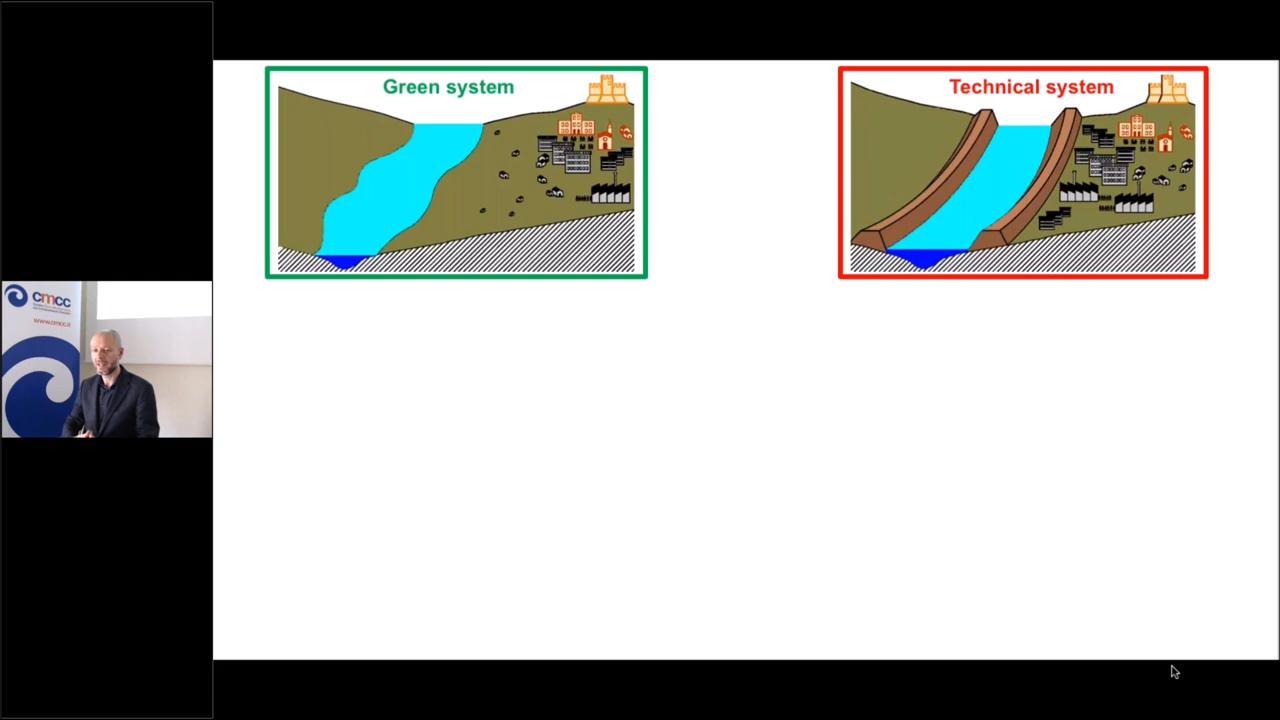 Green system
Technical system
cmcc
www.cmcc.it